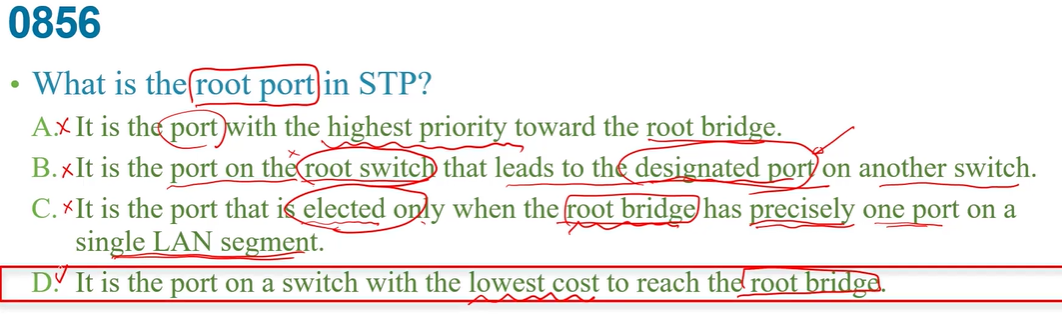 0856
• What is the root port in STP?
A. It is the port with the highest priority toward the root bridge.
B. It is the port on the root switch that leads to the designated port on another switch.
C. It is the port that is elected only when the root bridge has precisely one port on a
single LAN segment.
D. It is the port on a switch with the lowest cost to reach the root bridge.